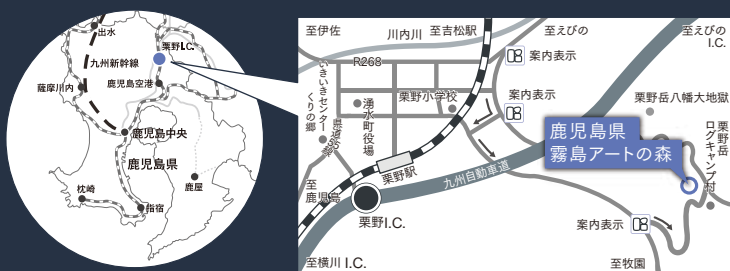 出水
栗野I.C.
九州新幹線
薩摩川内
鹿児島空港
鹿児島中央
鹿児島県
枕崎
指宿
鹿屋
至伊佐
川内川
至吉松駅
至えびの
至えびの
I.C.
R268
案内表示
いきいきセンター
くりの郷
湧水町役場
栗野小学校
案内表示
栗野岳八幡大地獄
鹿児島県
霧島アートの森
栗野岳
ログキャンプ村
栗野駅
九州自動車道
至
鹿児島
栗野I.C.
案内表示
至横川 I.C.
至牧園